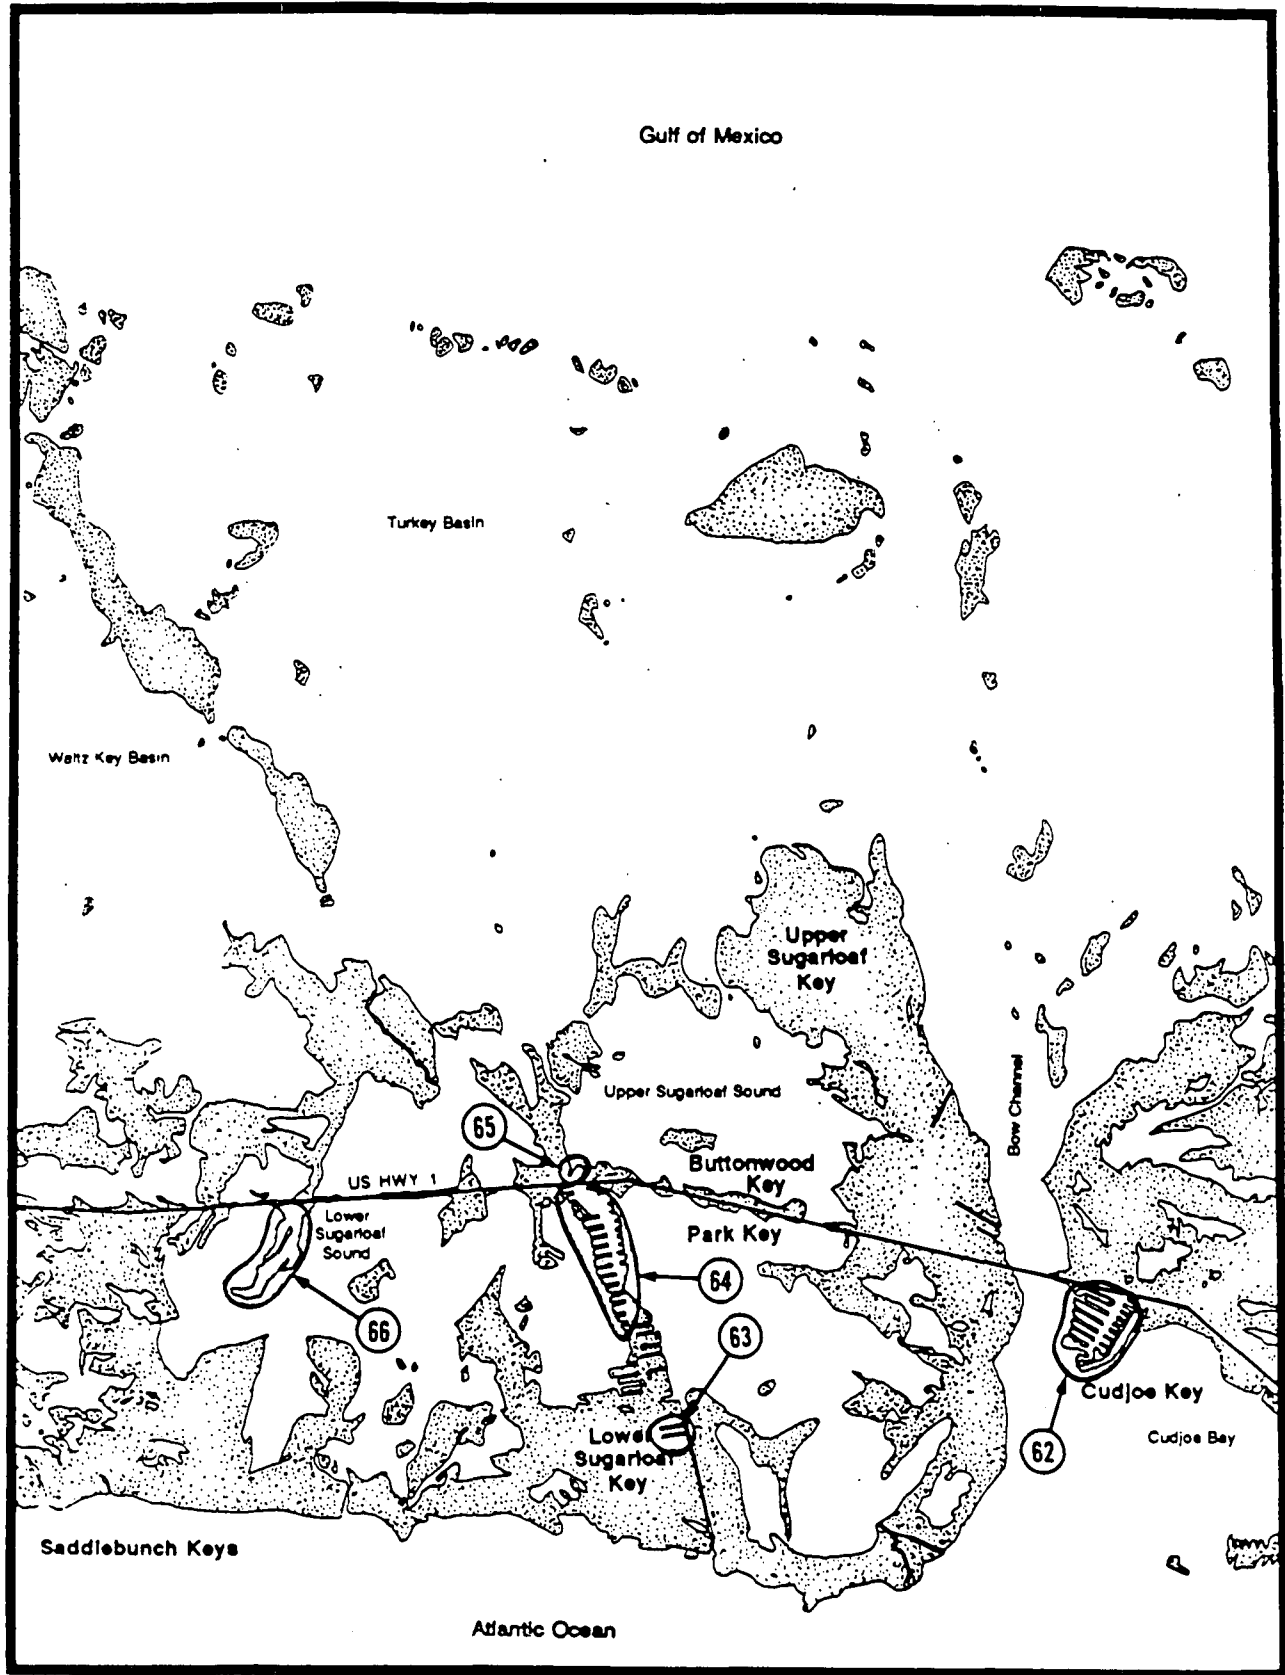 Gulf of Mexico
Turkey Basin
Waltz Key Basin
Upper
Sugarloaf
Key
Bow Channel
Upper Sugarloaf Sound
65
Buttonwood
Key
US HWY 1
Lower
Sugarloaf
Sound
Park Key
64
66
63
Cudjoe Key
Lower
Sugarloaf
Key
62
Cudjoe Bay
Saddlebunch Keys
Atlantic Ocean